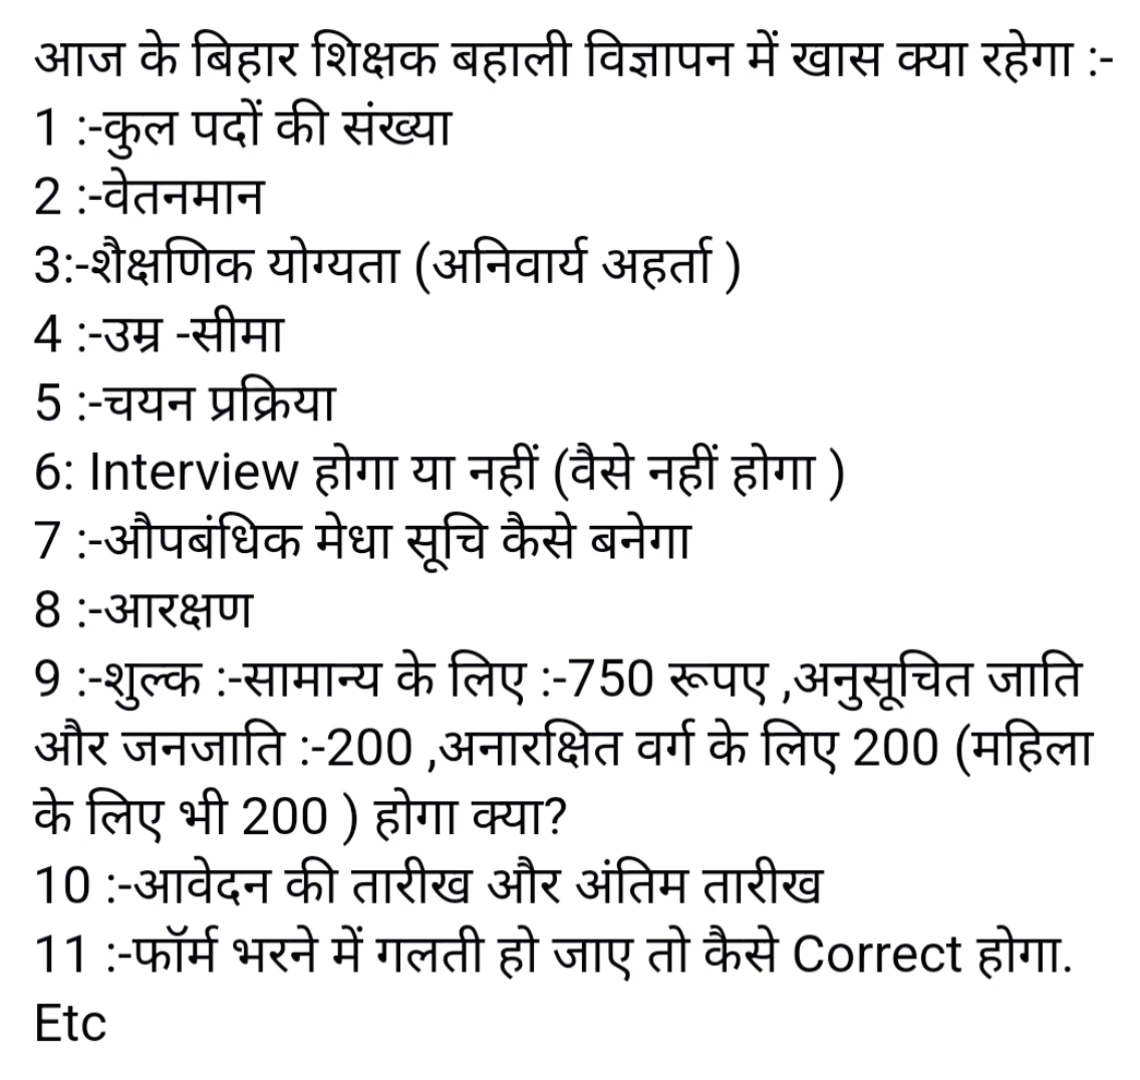 आज के बिहार शिक्षक बहाली विज्ञापन में खास क्या रहेगा :-
1 :-कुल पदों की संख्या
2 :-वेतनमान
3:-शैक्षणिक योग्यता (अनिवार्य अहर्ता )
4 :-उम्र -सीमा
5 :-चयन प्रक्रिया
6: Interview होगा या नहीं (वैसे नहीं होगा )
7 :-औपबंधिक मेधा सूचि कैसे बनेगा
8 :-आरक्षण
9 :-शुल्क :-सामान्य के लिए :-750 रूपए ,अनुसूचित जाति
और जनजाति :-200 ,अनारक्षित वर्ग के लिए 200 (महिला
के लिए भी 200 ) होगा क्या?
10 :-आवेदन की तारीख और अंतिम तारीख
11 :-फॉर्म भरने में गलती हो जाए तो कैसे Correct होगा.
Etc